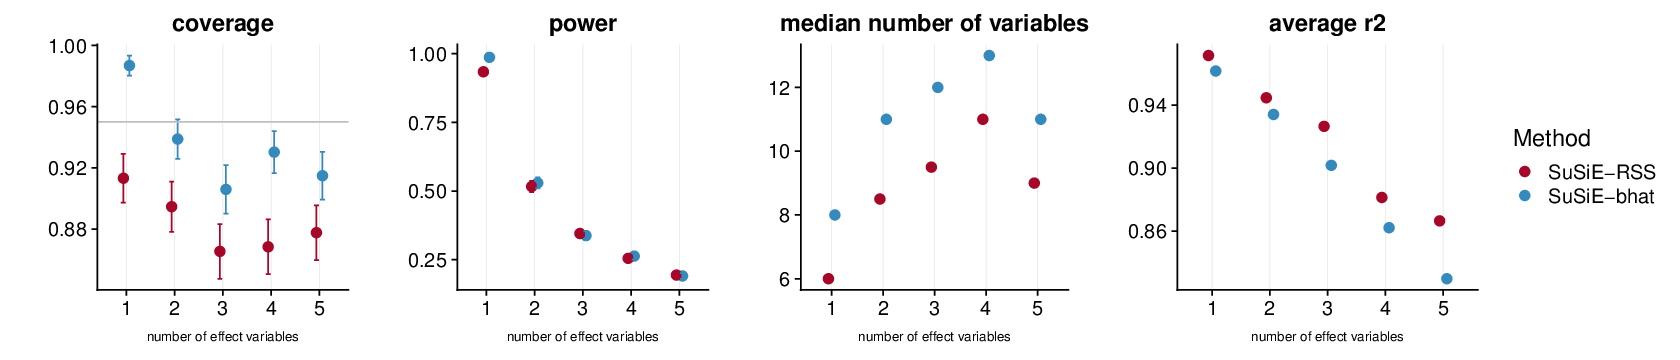 coverage
1.00
0.96
0.92
0.88
1 2 3 4 5
number of effect variables
power
1.00
0.75
0.50
0.25
1 2 3 4 5
number of effect variables
median number of variables
12
10
8
6
1 2 3 4 5
number of effect variables
average r2
0.94
0.90
0.86
1 2 3 4 5
number of effect variables
Method
SuSiE−RSS
SuSiE−bhat